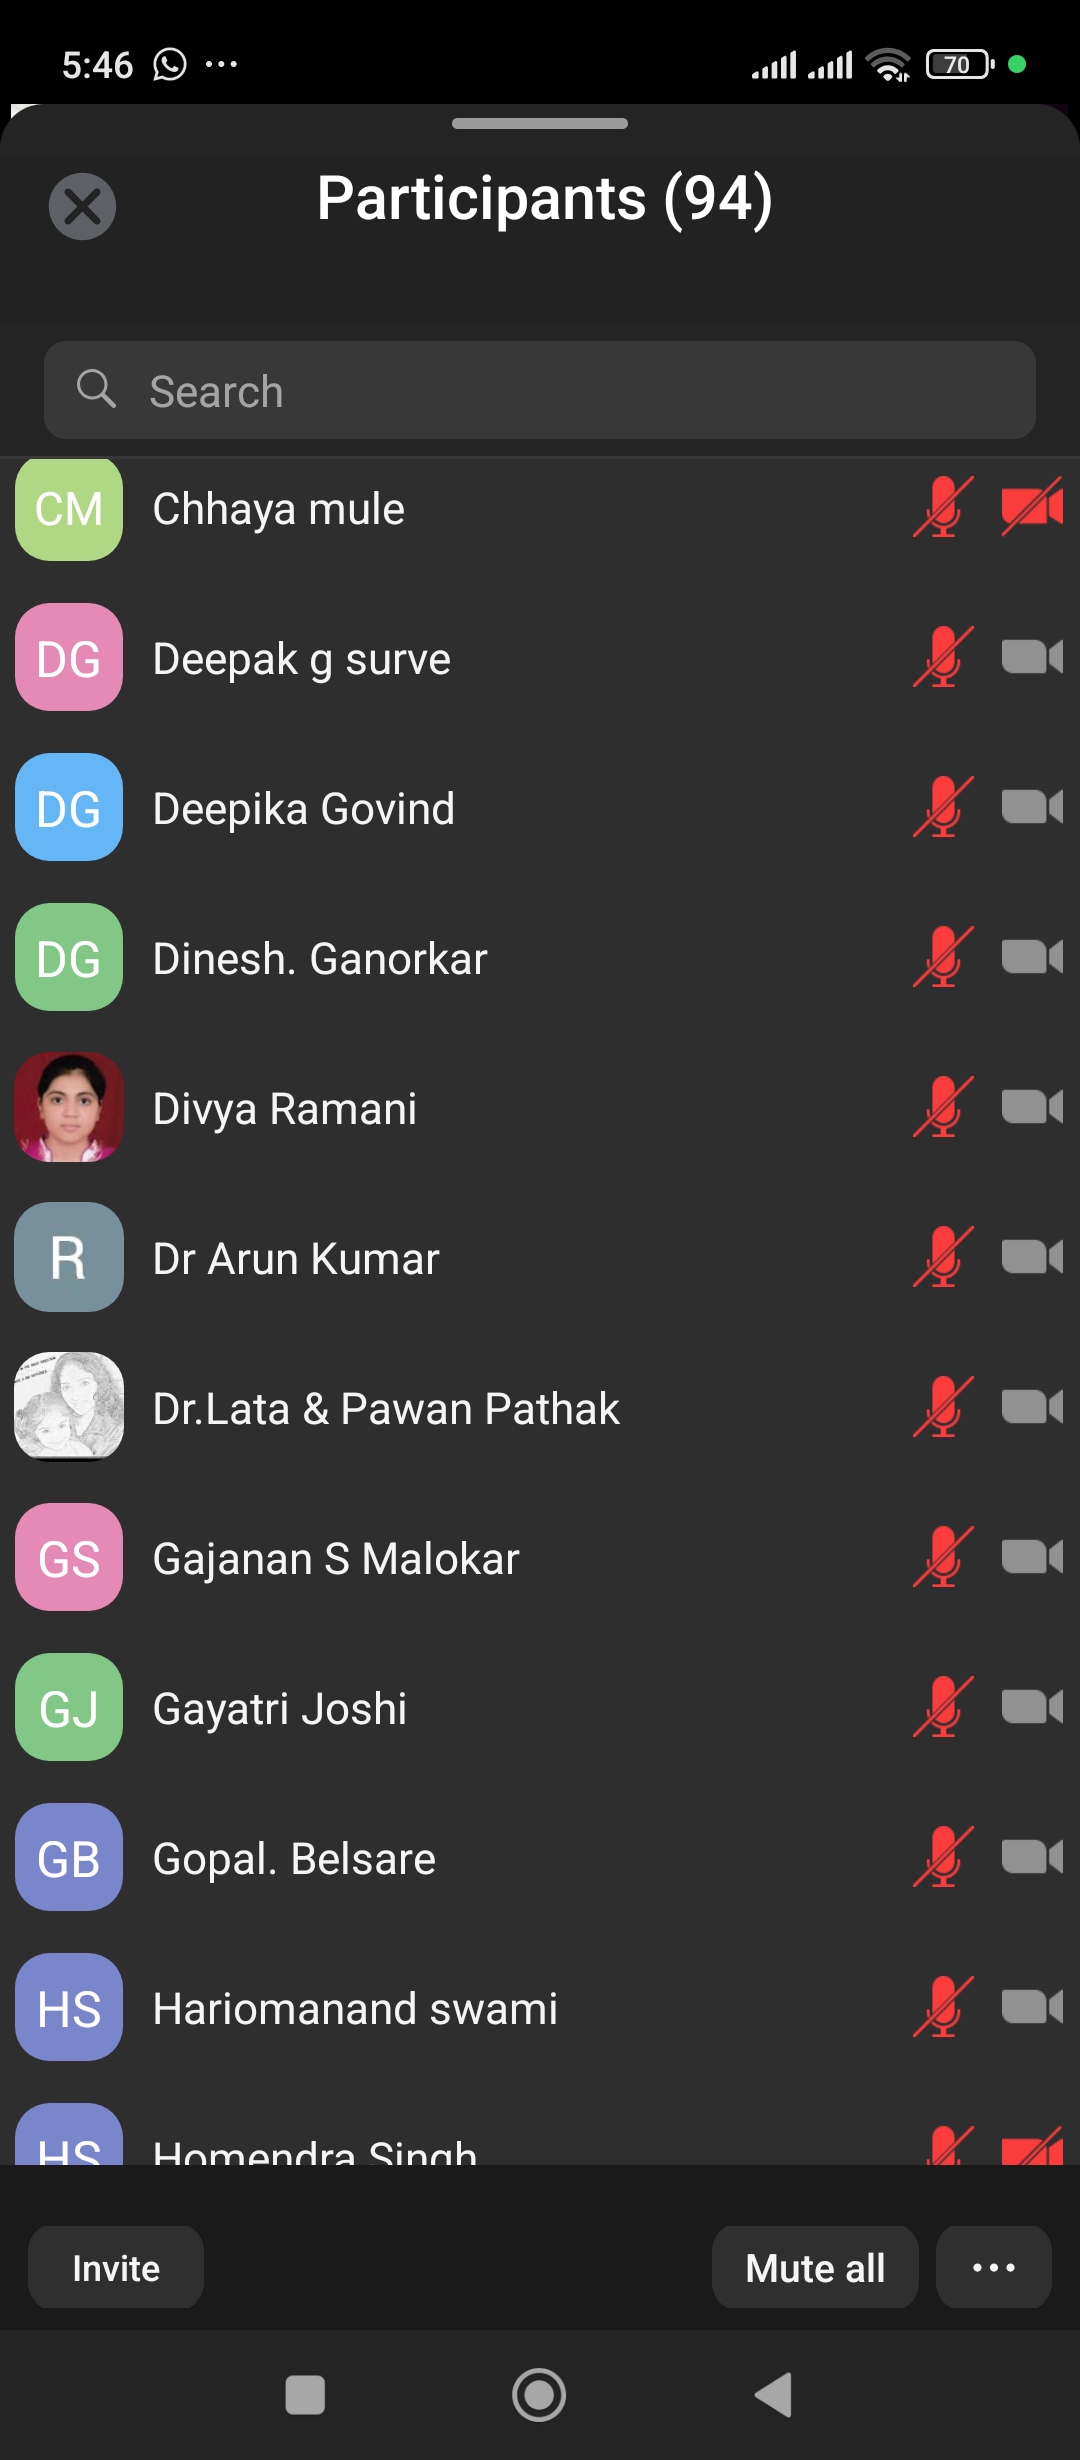 5:46
70
Participants (94)
Search
CM Chhaya mule
DG Deepak g surve
DG Deepika Govind
DG Dinesh. Ganorkar
Divya Ramani
R Dr Arun Kumar
Dr.Lata & Pawan Pathak
GS Gajanan S Malokar
GJ Gayatri Joshi
GB Gopal. Belsare
HS Hariomanand swami
HS Homendra Singh
Invite
Mute all